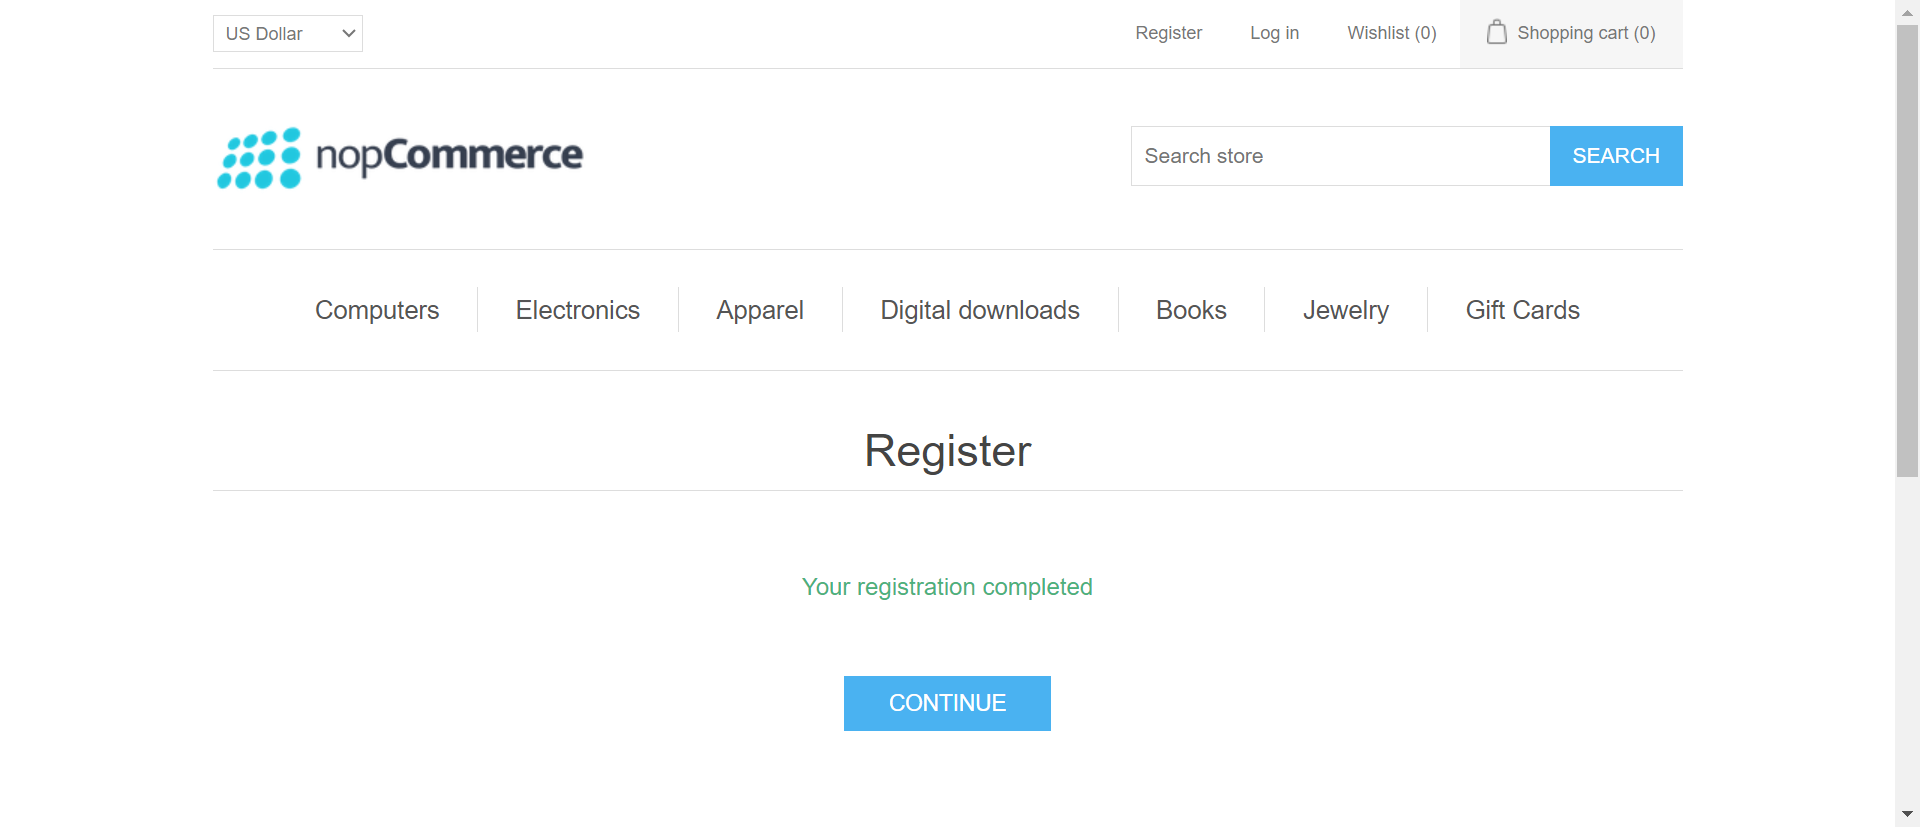 US Dollar
Register
Log in
Wishlist (0)
Shopping cart (0)
nopCommerce
Search store
SEARCH
Computers
Electronics
Apparel
Digital downloads
Books
Jewelry
Gift Cards
Register
Your registration completed
CONTINUE